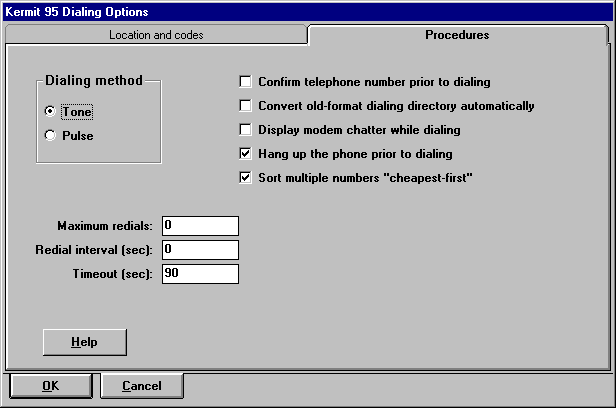 Kermit 95 Dialing Options
Location and codes
Procedures
Dialing method
Tone
Pulse
Confirm telephone number prior to dialing
Convert old-format dialing directory automatically
Display modem chatter while dialing
Hang up the phone prior to dialing
Sort multiple numbers "cheapest-first"
Maximum redials: 0
Redial interval (sec): 0
Timeout (sec): 90
Help
OK
Cancel